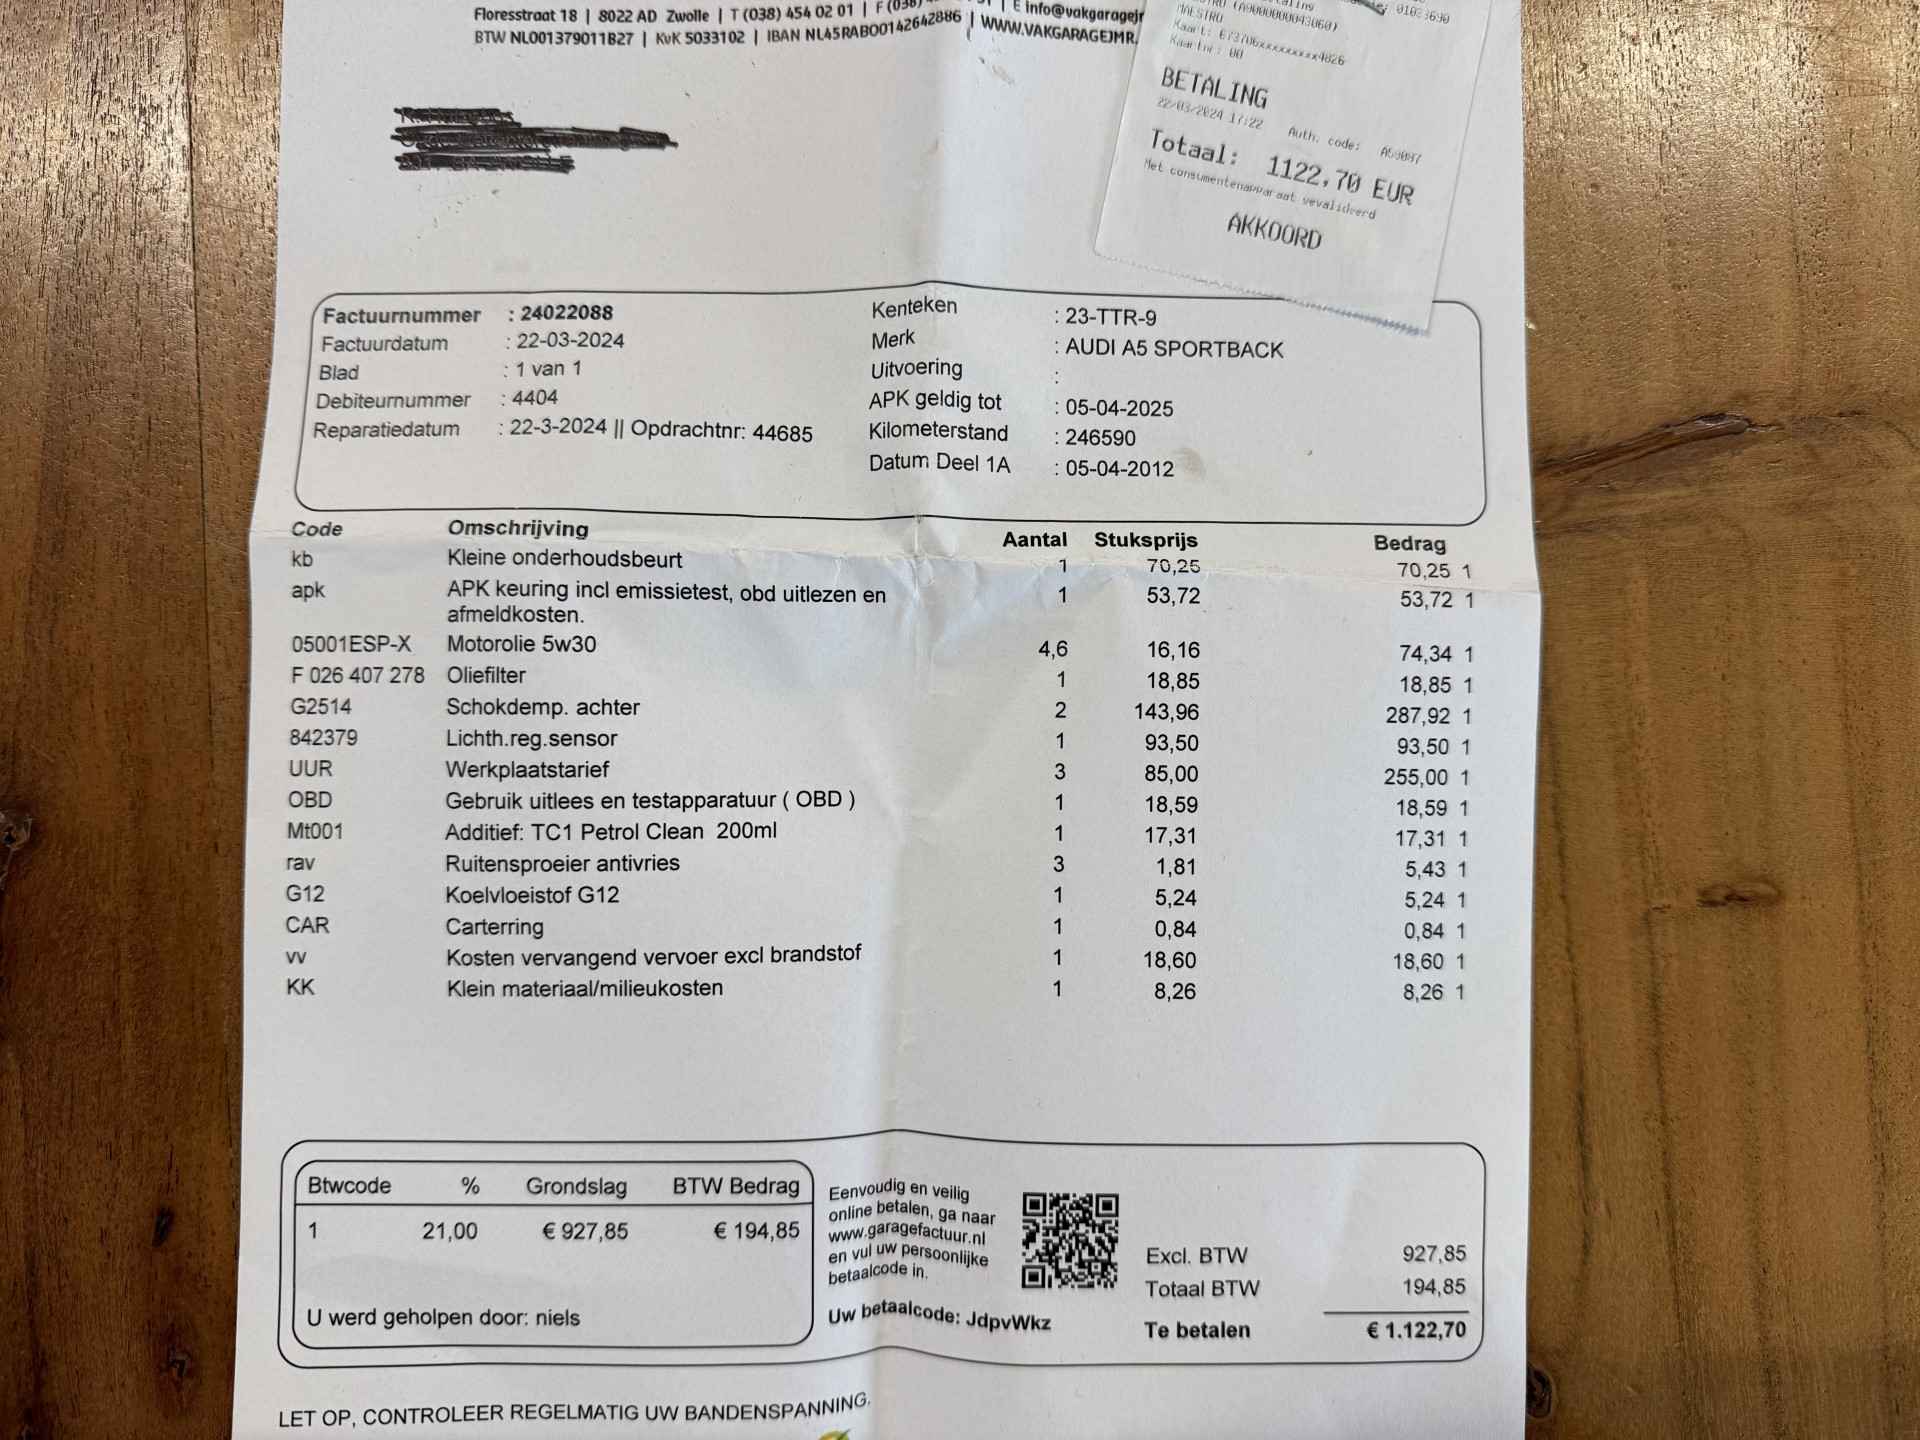 Floresstraat 18 | 8022 AD Zwolle | T (038) 454 02 01 | F (038) | E info@vakgaragejmr
BTW NL001379011B27 | KvK 5033102 | IBAN NL45RABO0142642886 | WWW.VAKGARAGEJMR.
MAESTRO (A0000000043060)
MAESTRO
Kaart: 673706xxxxxxxxx4826
Kaartnr: 00
BETALING
22/03/2024 17:22 Auth. code:
Totaal: 1122,70 EUR
Met consumentenapparaat gevalideerd
AKKOORD
Factuurnummer : 24022088
Factuurdatum : 22-03-2024
Blad : 1 van 1
Debiteurnummer : 4404
Reparatiedatum : 22-3-2024 || Opdrachtnr: 44685
Kenteken : 23-TTR-9
Merk : AUDI A5 SPORTBACK
Uitvoering :
APK geldig tot : 05-04-2025
Kilometerstand : 246590
Datum Deel 1A : 05-04-2012
Code Omschrijving Aantal Stuksprijs Bedrag
kb Kleine onderhoudsbeurt 1 70,25 70,25 1
apk APK keuring incl emissietest, obd uitlezen en 1 53,72 53,72 1
afmeldkosten.
05001ESP-X Motorolie 5w30 4,6 16,16 74,34 1
F 026 407 278 Oliefilter 1 18,85 18,85 1
G2514 Schokdemp. achter 2 143,96 287,92 1
842379 Lichth.reg.sensor 1 93,50 93,50 1
UUR Werkplaatstarief 3 85,00 255,00 1
OBD Gebruik uitlees en testapparatuur ( OBD ) 1 18,59 18,59 1
Mt001 Additief: TC1 Petrol Clean 200ml 1 17,31 17,31 1
rav Ruitensproeier antivries 3 1,81 5,43 1
G12 Koelvloeistof G12 1 5,24 5,24 1
CAR Carterring 1 0,84 0,84 1
vv Kosten vervangend vervoer excl brandstof 1 18,60 18,60 1
KK Klein materiaal/milieukosten 1 8,26 8,26 1
Btwcode % Grondslag BTW Bedrag
1 21,00 € 927,85 € 194,85
U werd geholpen door: niels
Eenvoudig en veilig
online betalen, ga naar
www.garagefactuur.nl
en vul uw persoonlijke
betaalcode in.
Uw betaalcode: JdpvWkz
Excl. BTW 927,85
Totaal BTW 194,85
Te betalen € 1.122,70
LET OP, CONTROLEER REGELMATIG UW BANDENSPANNING.